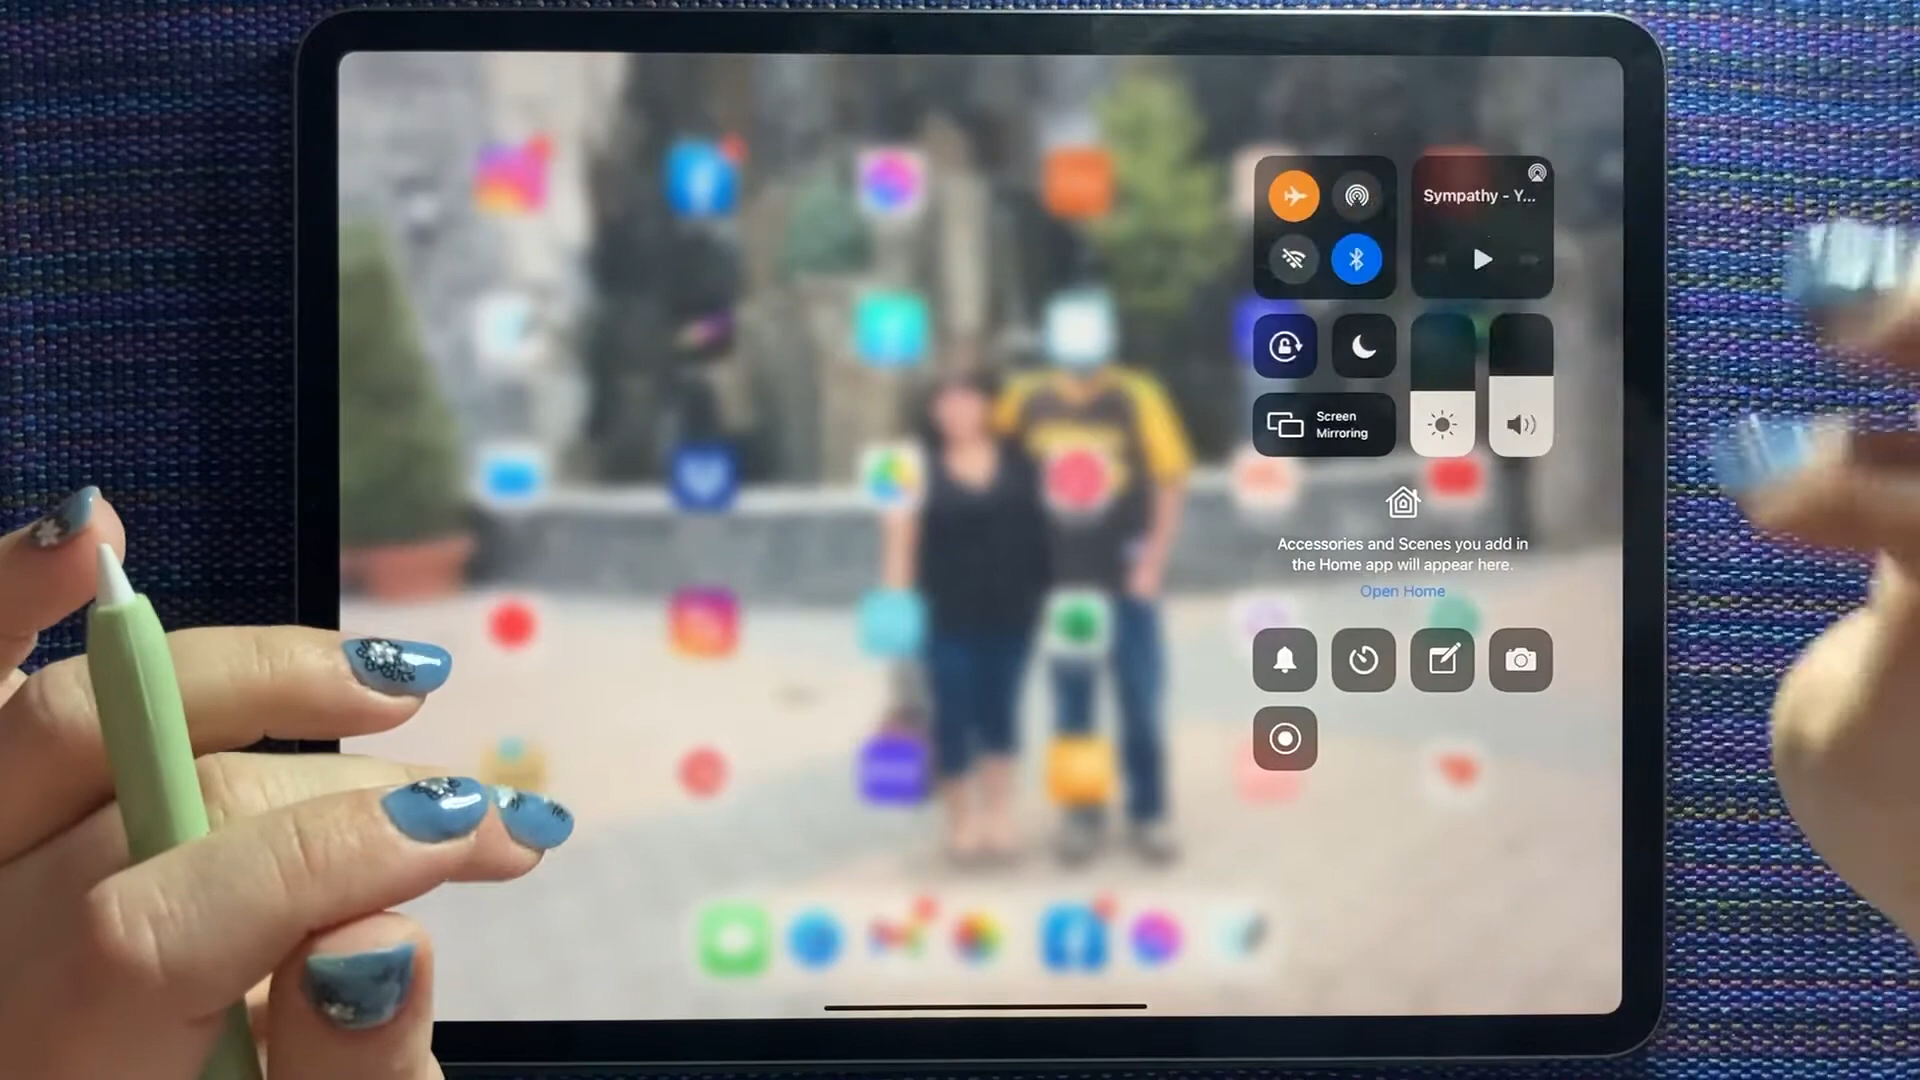 Sympathy - Y...
Screen
Mirroring
Accessories and Scenes you add in
the Home app will appear here.
Open Home